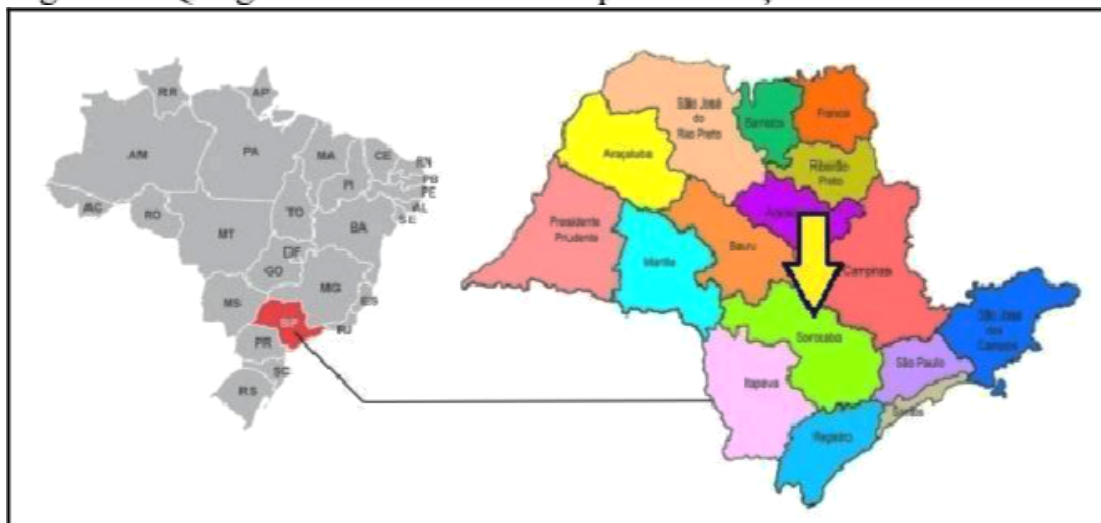 RR
AP
AM
PA
MA
CE
RN
PB
PE
AL
SE
PI
AC
RO
TO
MT
BA
DF
GO
MG
ES
MS
SP
RJ
PR
SC
RS
São José
do
Rio Preto
Barretos
Franca
Araçatuba
Ribeirão
Preto
Presidente
Prudente
Marília
Bauru
Campinas
Sorocaba
São José
dos
Campos
São Paulo
Itapeva
Santos
Registro